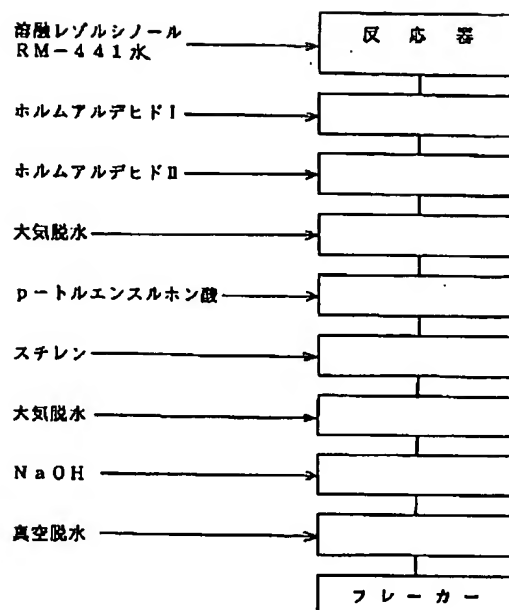 溶融レゾルシノール
RM-441水
反応器
ホルムアルデヒドⅠ
ホルムアルデヒドⅡ
大気脱水
p-トルエンスルホン酸
スチレン
大気脱水
NaOH
真空脱水
フレーカー